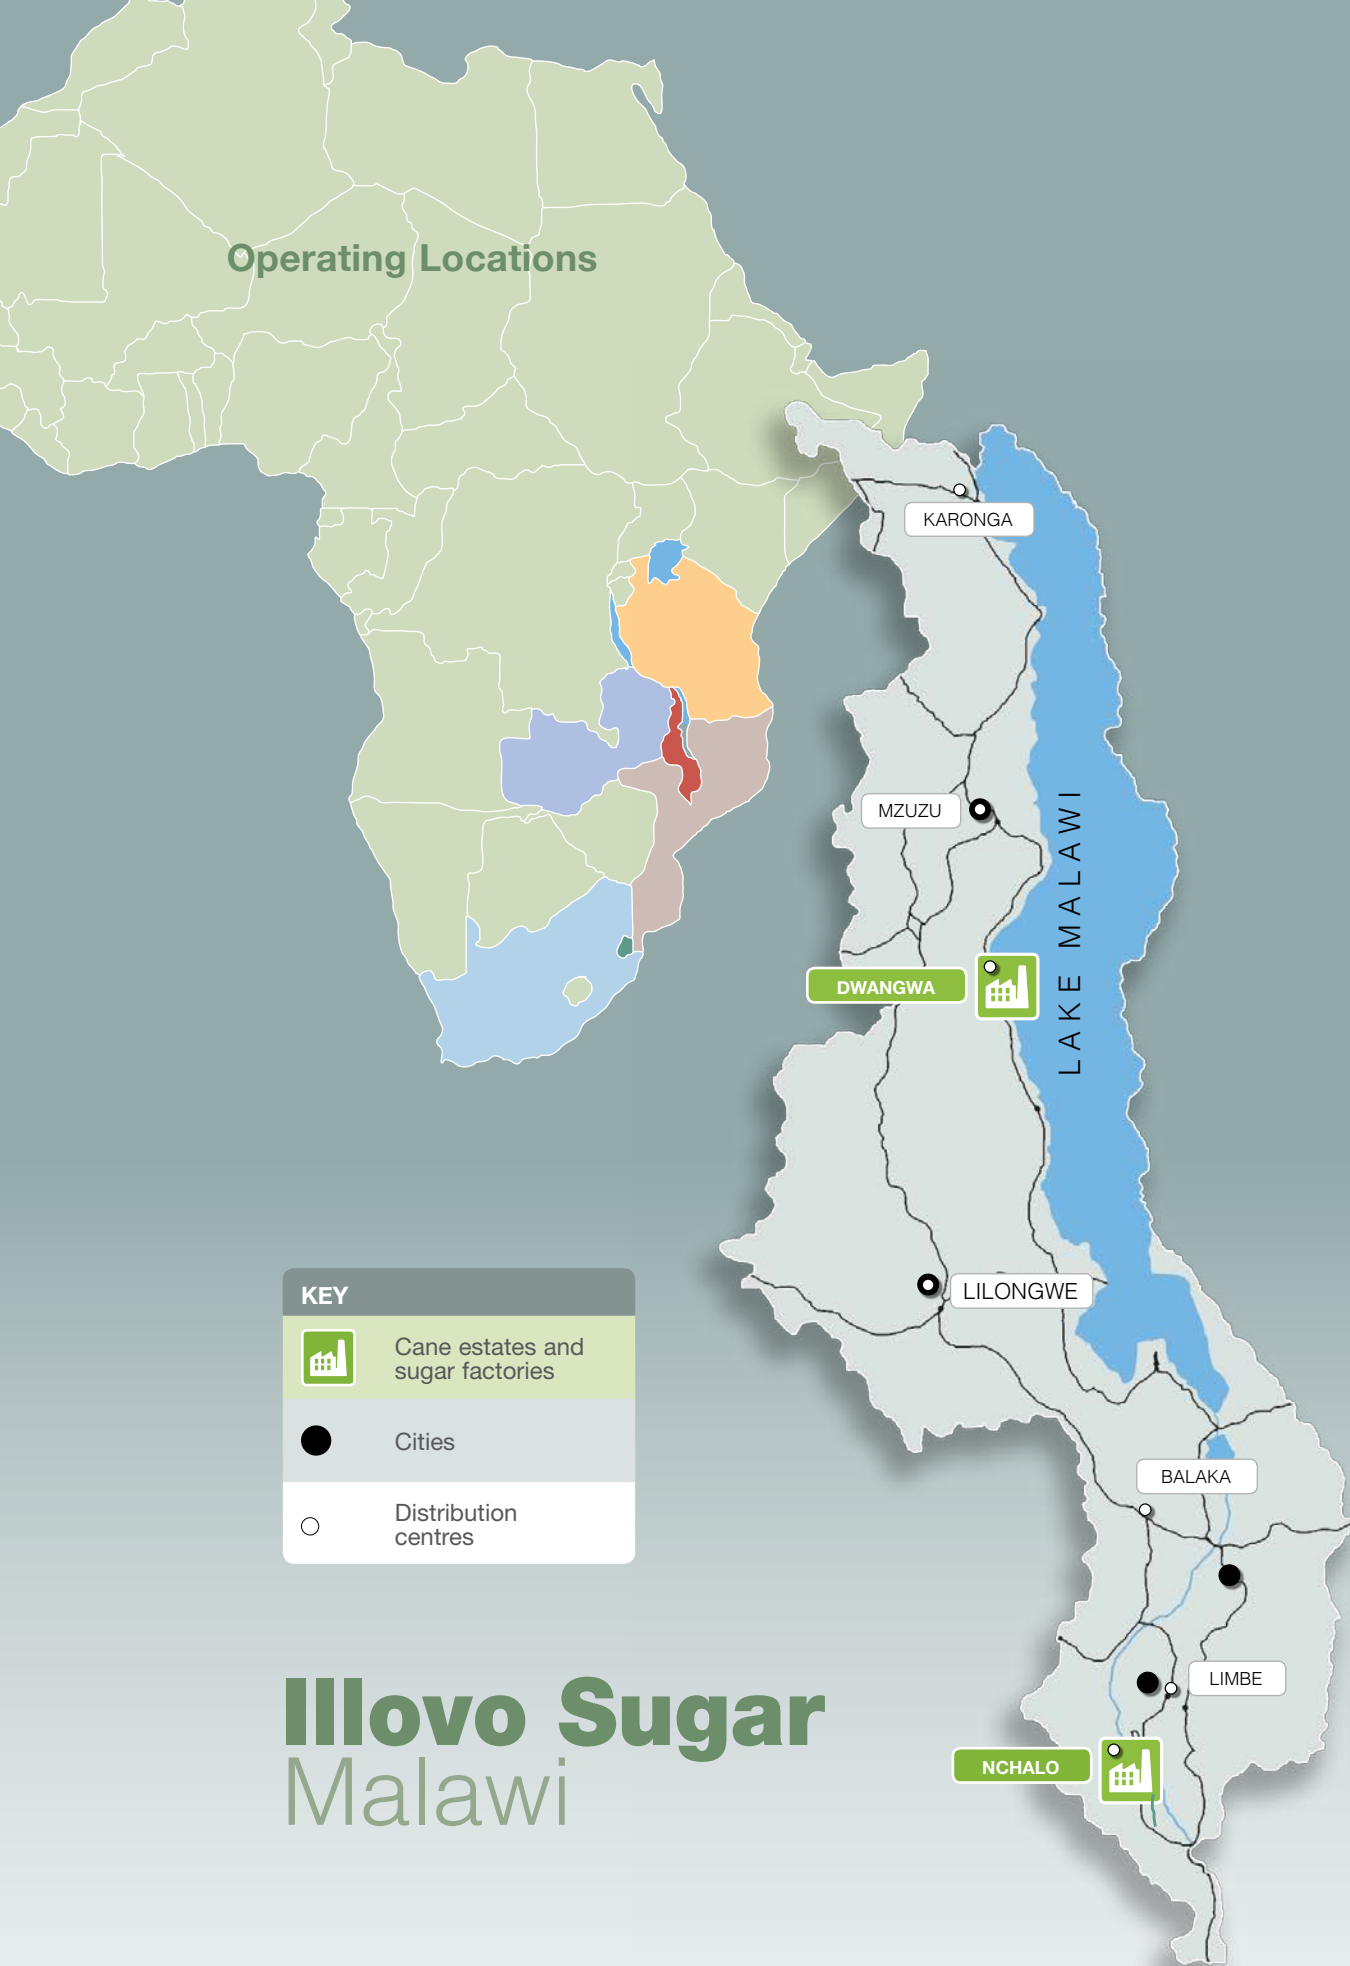 Operating Locations
KARONGA
MZUZU
LAKE MALAWI
DWANGWA
LILONGWE
KEY
Cane estates and
sugar factories
Cities
Distribution
centres
BALAKA
LIMBE
NCHALO
Illovo Sugar
Malawi